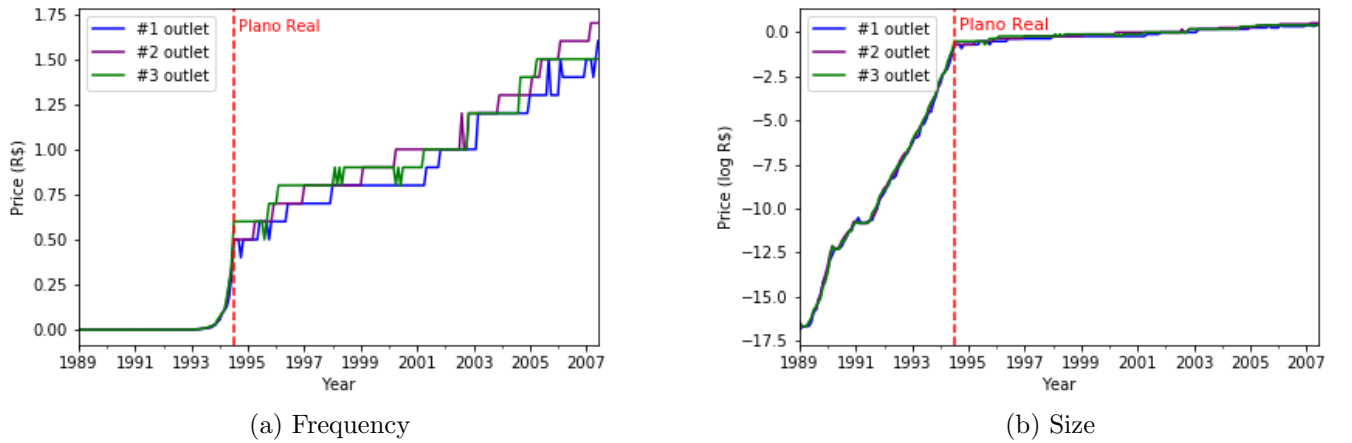 1.75
1.50
1.25
1.00
0.75
0.50
0.25
0.00
Price (R$)
#1 outlet
#2 outlet
#3 outlet
Plano Real
1989 1991 1993 1995 1997 1999 2001 2003 2005 2007
Year
(a) Frequency
0.0
−2.5
−5.0
−7.5
−10.0
−12.5
−15.0
−17.5
Price (log R$)
#1 outlet
#2 outlet
#3 outlet
Plano Real
1989 1991 1993 1995 1997 1999 2001 2003 2005 2007
Year
(b) Size